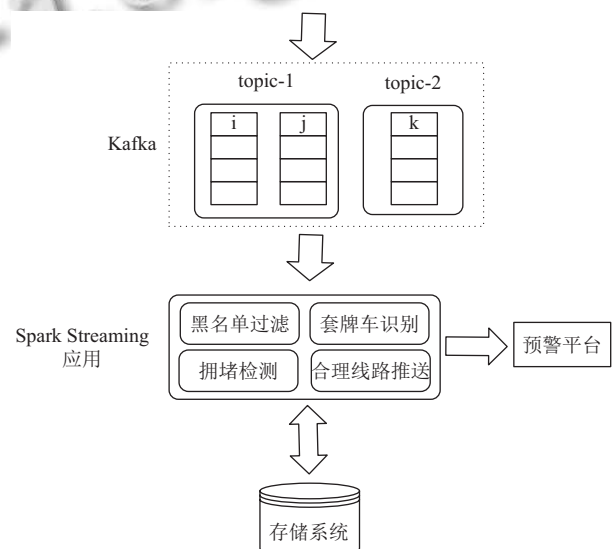 topic-1
topic-2
i
j
k
Kafka
黑名单过滤
套牌车识别
Spark Streaming
应用
拥堵检测
合理线路推送
预警平台
存储系统